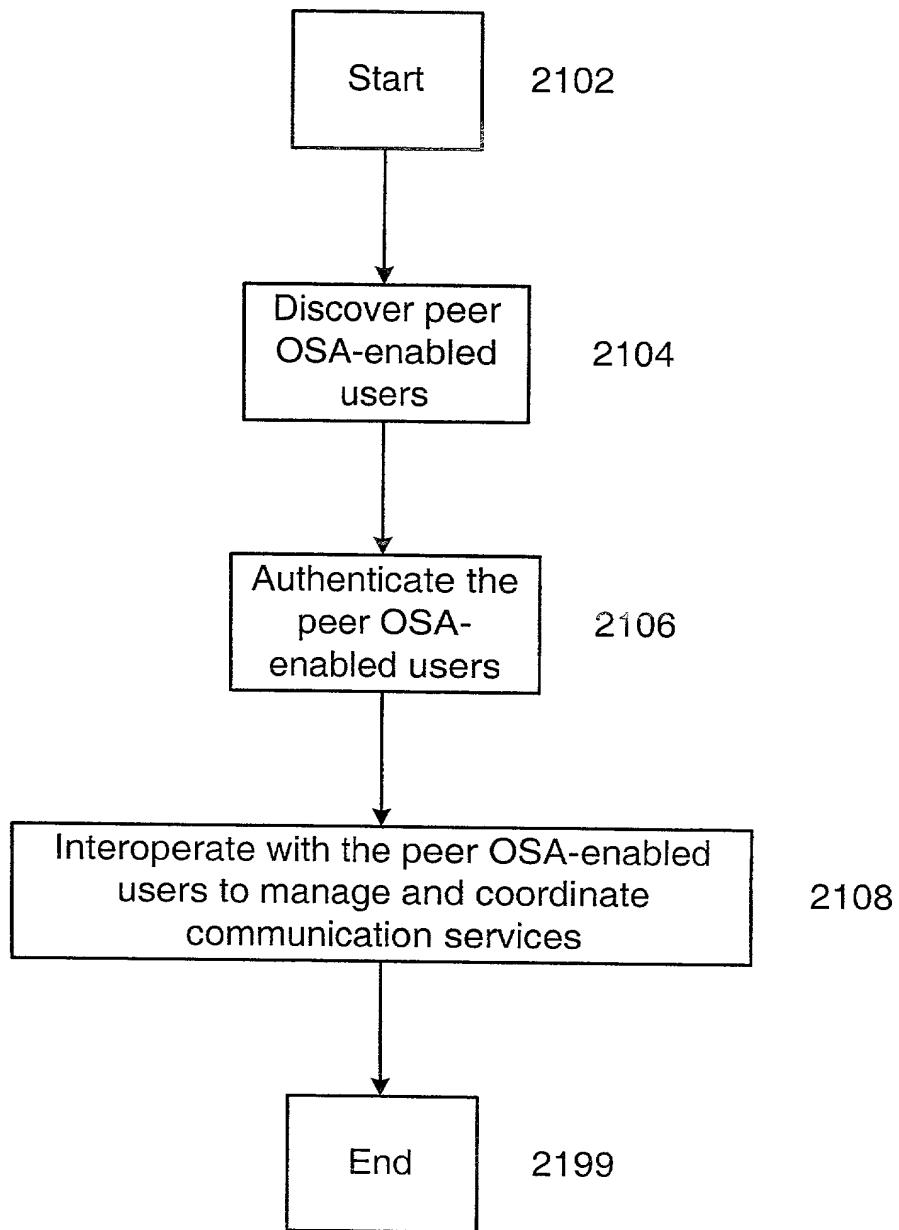 Start 2102
Discover peer
OSA-enabled 2104
users
Authenticate the
peer OSA- 2106
enabled users
Interoperate with the peer OSA-enabled
users to manage and coordinate 2108
communication services
End 2199